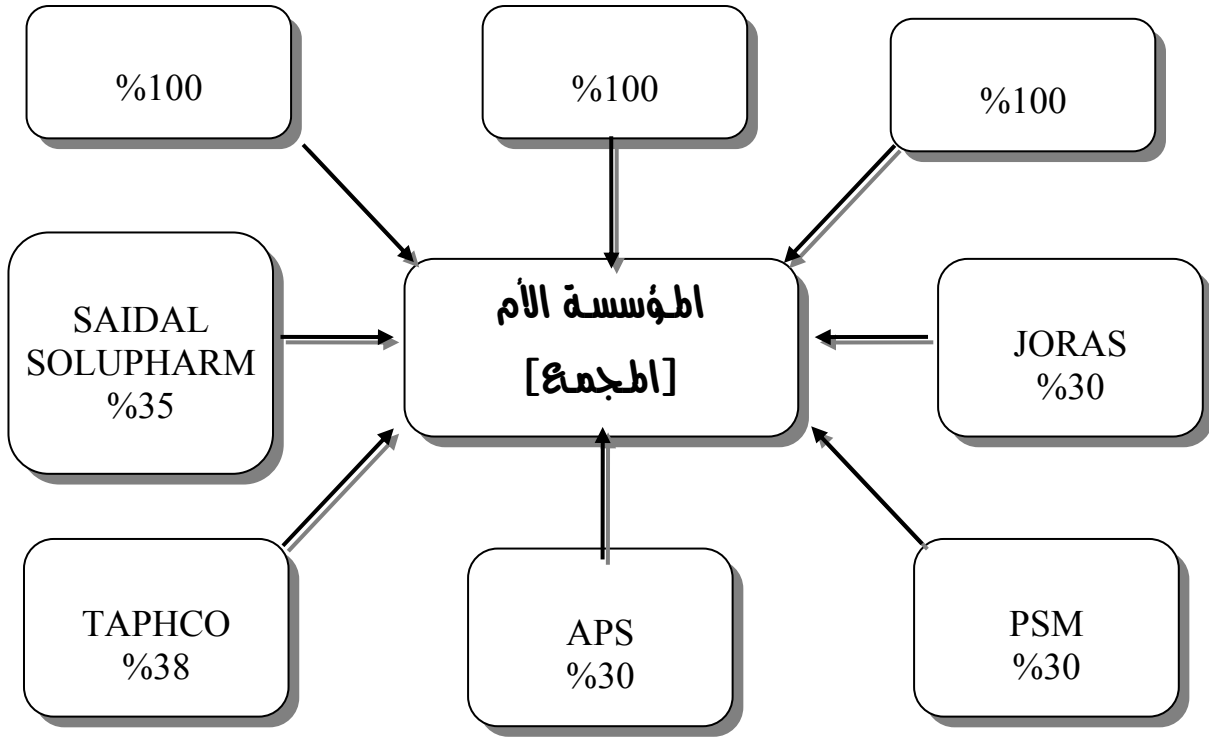 %100
%100
%100
SAIDAL
SOLUPHARM
%35
المؤسسة الأم
[المجمع]
JORAS
%30
TAPHCO
%38
APS
%30
PSM
%30